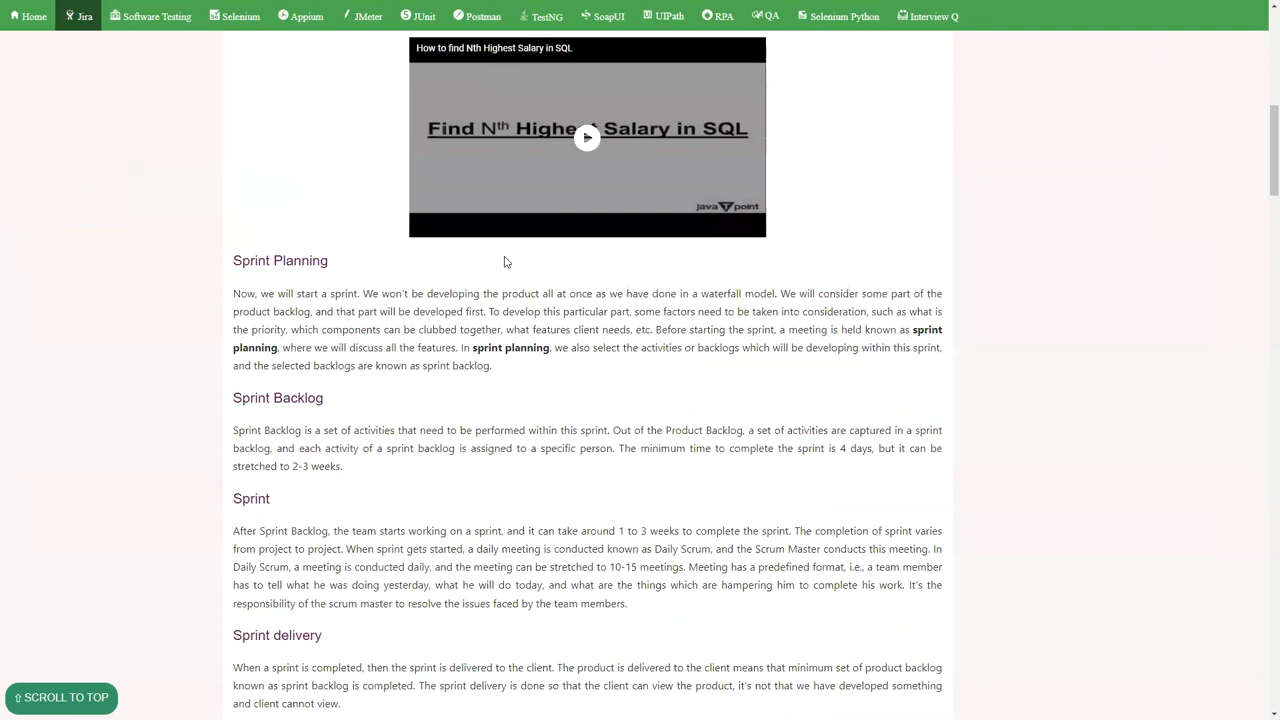 Home Jira Software Testing Selenium Appium JMeter JUnit Postman TestNG SoapUI UIPath RPA QA Selenium Python Interview Q
How to find Nth Highest Salary in SQL
Find Nth Highest Salary in SQL
javaTpoint
Sprint Planning
Now, we will start a sprint. We won't be developing the product all at once as we have done in a waterfall model. We will consider some part of the
product backlog, and that part will be developed first. To develop this particular part, some factors need to be taken into consideration, such as what is
the priority, which components can be clubbed together, what features client needs, etc. Before starting the sprint, a meeting is held known as sprint
planning, where we will discuss all the features. In sprint planning, we also select the activities or backlogs which will be developing within this sprint,
and the selected backlogs are known as sprint backlog.
Sprint Backlog
Sprint Backlog is a set of activities that need to be performed within this sprint. Out of the Product Backlog, a set of activities are captured in a sprint
backlog, and each activity of a sprint backlog is assigned to a specific person. The minimum time to complete the sprint is 4 days, but it can be
stretched to 2-3 weeks.
Sprint
After Sprint Backlog, the team starts working on a sprint, and it can take around 1 to 3 weeks to complete the sprint. The completion of sprint varies
from project to project. When sprint gets started, a daily meeting is conducted known as Daily Scrum, and the Scrum Master conducts this meeting. In
Daily Scrum, a meeting is conducted daily, and the meeting can be stretched to 10-15 meetings. Meeting has a predefined format, i.e., a team member
has to tell what he was doing yesterday, what he will do today, and what are the things which are hampering him to complete his work. It's the
responsibility of the scrum master to resolve the issues faced by the team members.
Sprint delivery
When a sprint is completed, then the sprint is delivered to the client. The product is delivered to the client means that minimum set of product backlog
known as sprint backlog is completed. The sprint delivery is done so that the client can view the product, it's not that we have developed something
and client cannot view.
⇧ SCROLL TO TOP